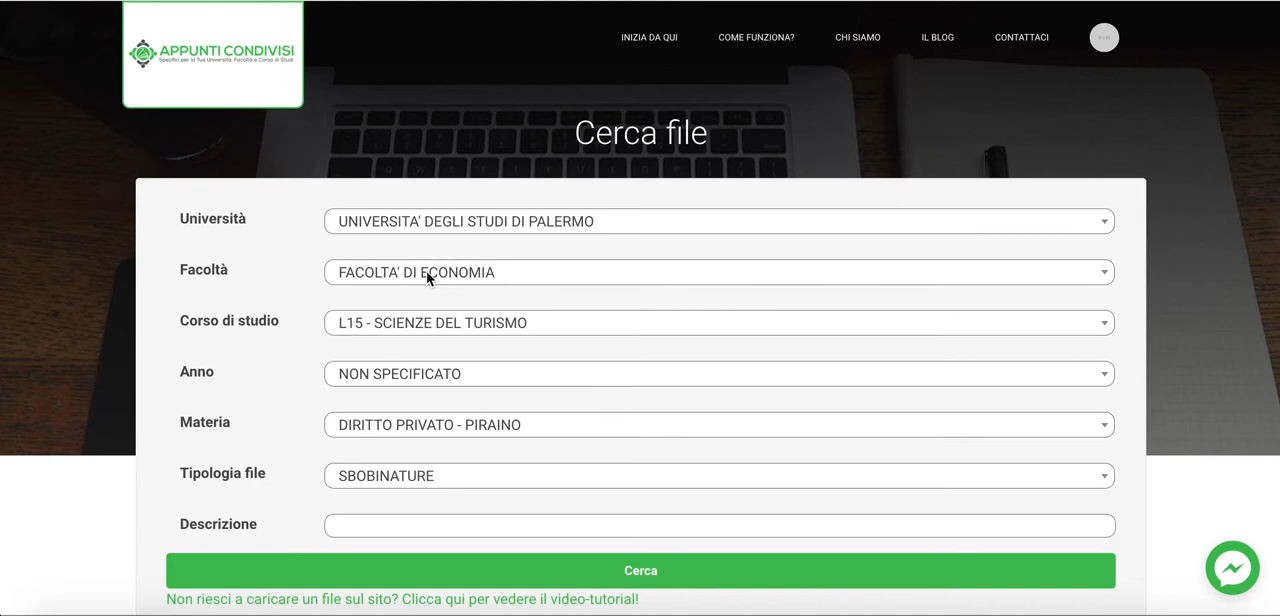 APPUNTI CONDIVISI
Specifici per la Tua Università, Facoltà e Corso di Studi
INIZIA DA QUI
COME FUNZIONA?
CHI SIAMO
IL BLOG
CONTATTACI
Cerca file
Università
UNIVERSITA' DEGLI STUDI DI PALERMO
Facoltà
FACOLTA' DI ECONOMIA
Corso di studio
L15 - SCIENZE DEL TURISMO
Anno
NON SPECIFICATO
Materia
DIRITTO PRIVATO - PIRAINO
Tipologia file
SBOBINATURE
Descrizione
Cerca
Non riesci a caricare un file sul sito? Clicca qui per vedere il video-tutorial!